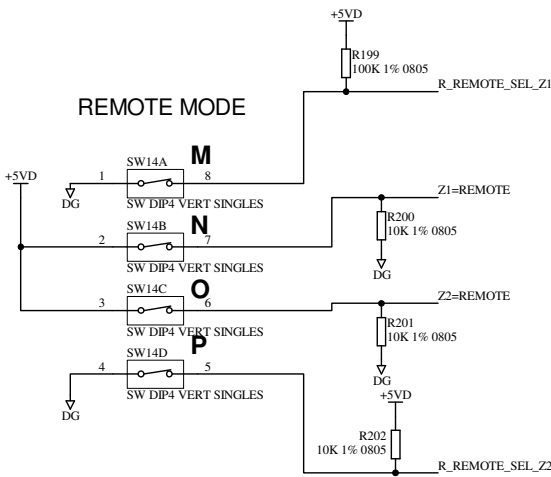 +5VD
R199
100K 1% 0805
R_REMOTE_SEL_Z1
REMOTE MODE
M
SW14A
1
8
+5VD
DG
SW DIP4 VERT SINGLES
Z1=REMOTE
N
SW14B
2
7
R200
10K 1% 0805
SW DIP4 VERT SINGLES
DG
O
SW14C
3
6
Z2=REMOTE
SW DIP4 VERT SINGLES
R201
10K 1% 0805
P
SW14D
4
5
DG
+5VD
SW DIP4 VERT SINGLES
DG
R202
10K 1% 0805
R_REMOTE_SEL_Z2